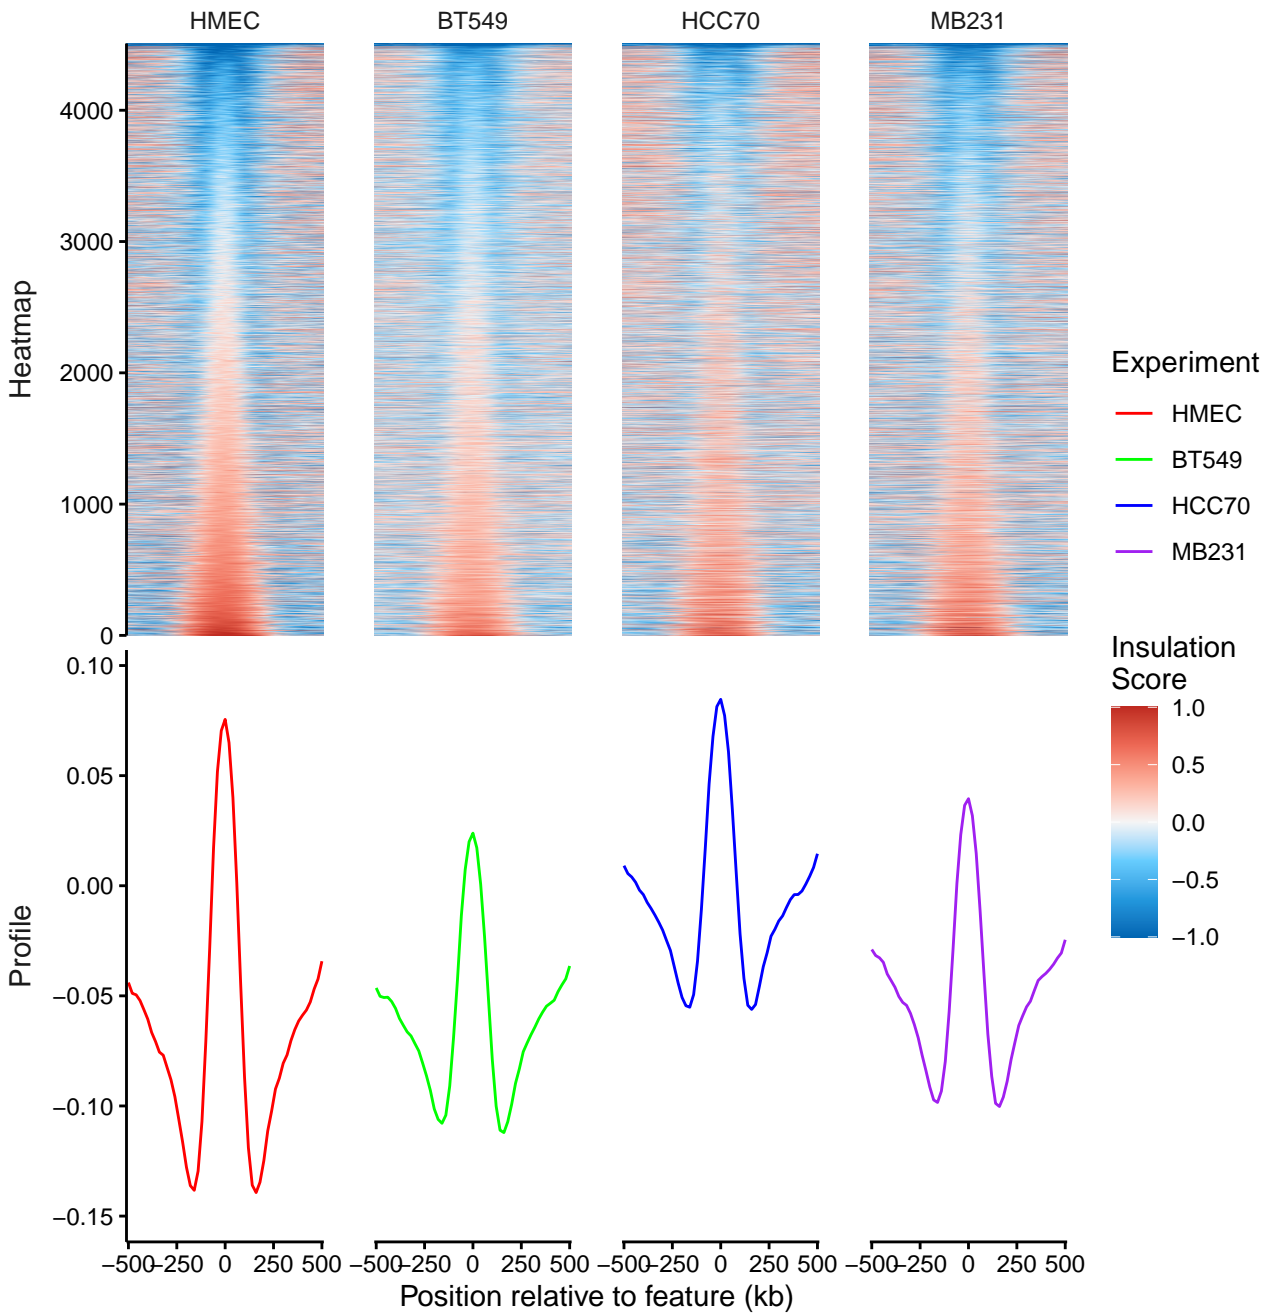 HMEC BT549 HCC70 MB231
Heatmap
4000
3000
2000
1000
0
Profile
0.10
0.05
0.00
−0.05
−0.10
−0.15
−500 −250 0 250 500 −500 −250 0 250 500 −500 −250 0 250 500 −500 −250 0 250 500
Position relative to feature (kb)
Experiment
HMEC
BT549
HCC70
MB231
Insulation
Score
1.0
0.5
0.0
−0.5
−1.0